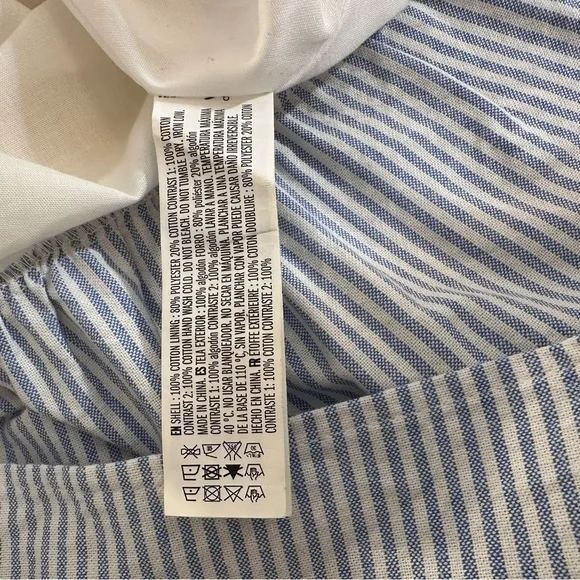 EN SHELL : 100% COTTON LINING : 80% POLYESTER 20% COTTON CONTRAST 1: 100% COTTON
CONTRAST 2: 100% COTTON HAND WASH COLD. DO NOT BLEACH. DO NOT TUMBLE DRY. IRON LOW.
MADE IN CHINA. ES TELA EXTERIOR : 100% algodón FORRO : 80% poliéster 20% algodón
CONTRASTE 1: 100% algodón CONTRASTE 2: 100% algodón LAVAR A MANO. TEMPERATURA MÁXIMA
40 °C. NO USAR BLANQUEADOR. NO SECAR EN MÁQUINA. PLANCHAR A UNA TEMPERATURA MÁXIMA
DE LA BASE DE 110 °C, SIN VAPOR. PLANCHAR CON VAPOR PUEDE CAUSAR DAÑO IRREVERSIBLE.
HECHO EN CHINA. FR ÉTOFFE EXTÉRIEURE : 100% COTON DOUBLURE : 80% POLYESTER 20% COTON
CONTRASTE 1: 100% COTON CONTRASTE 2: 100%